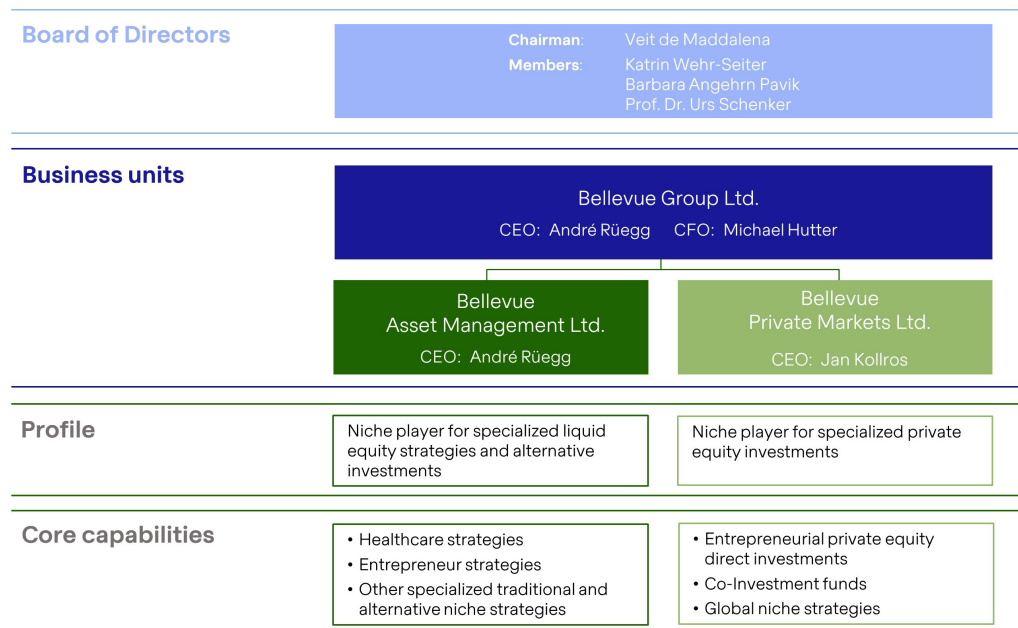 Board of Directors
Chairman: Veit de Maddalena
Members: Katrin Wehr-Seiter
Barbara Angehrn Pavik
Prof. Dr. Urs Schenker
Business units
Bellevue Group Ltd.
CEO: André Rüegg CFO: Michael Hutter
Bellevue
Asset Management Ltd.
CEO: André Rüegg
Bellevue
Private Markets Ltd.
CEO: Jan Kollros
Profile
Niche player for specialized liquid
equity strategies and alternative
investments
Niche player for specialized private
equity investments
Core capabilities
• Healthcare strategies
• Entrepreneur strategies
• Other specialized traditional and
alternative niche strategies
• Entrepreneurial private equity
direct investments
• Co-Investment funds
• Global niche strategies